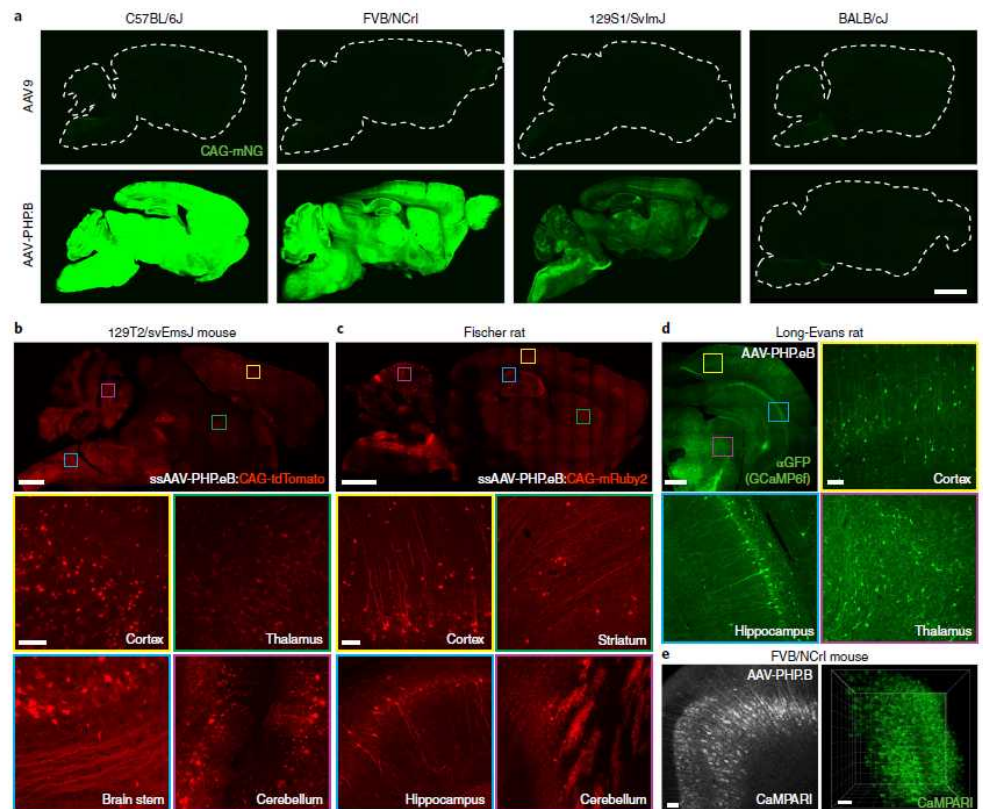 a
C57BL/6J
FVB/NCrl
129S1/SvImJ
BALB/cJ
AAV9
CAG-mNG
AAV-PHP.B
b
129T2/svEmsJ mouse
c
Fischer rat
d
Long-Evans rat
ssAAV-PHP.eB:CAG-tdTomato
ssAAV-PHP.eB:CAG-mRuby2
AAV-PHP.eB
αGFP
(GCaMP6f)
Cortex
Cortex
Thalamus
Cortex
Striatum
Hippocampus
Thalamus
Brain stem
Cerebellum
Hippocampus
Cerebellum
e
FVB/NCrl mouse
AAV-PHP.B
CaMPARI
CaMPARI